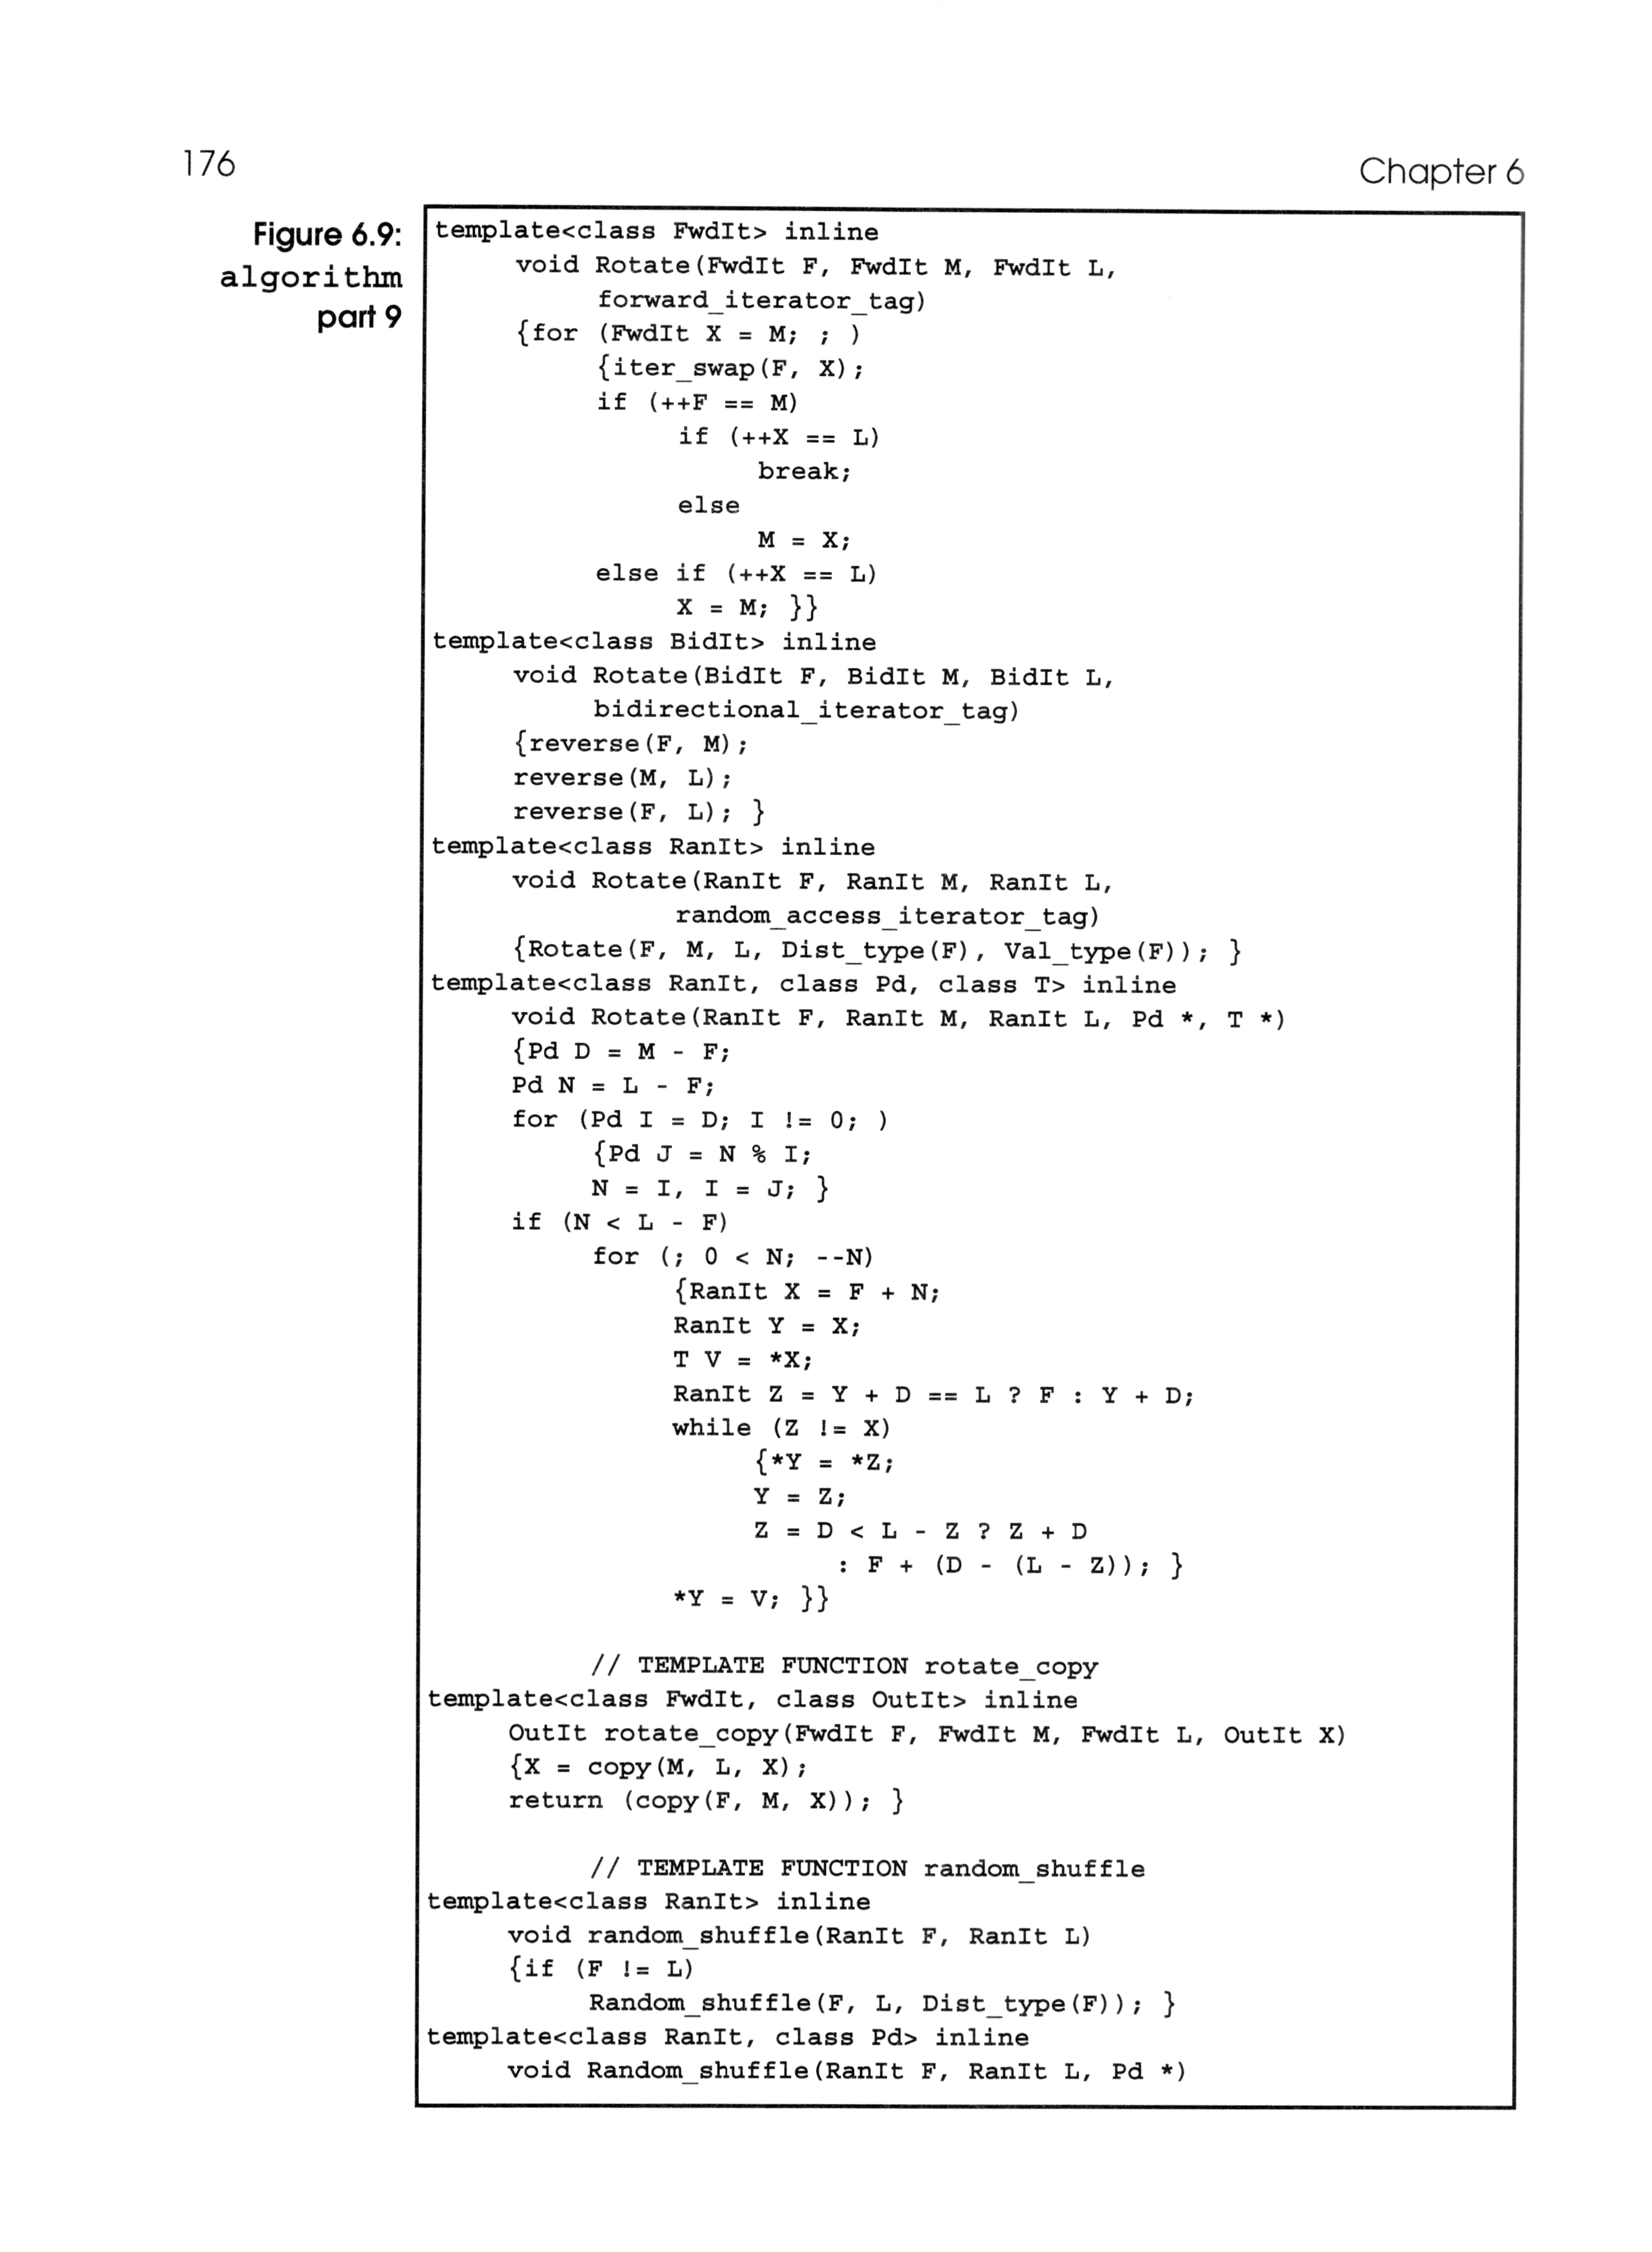 176
Chapter 6
Figure 6.9:
algorithm
part 9
template<class FwdIt> inline
void Rotate(FwdIt F, FwdIt M, FwdIt L,
forward_iterator_tag)
{for (FwdIt X = M; ; )
{iter_swap(F, X);
if (++F == M)
if (++X == L)
break;
else
M = X;
else if (++X == L)
X = M; }}
template<class BidIt> inline
void Rotate(BidIt F, BidIt M, BidIt L,
bidirectional_iterator_tag)
{reverse(F, M);
reverse(M, L);
reverse(F, L); }
template<class RanIt> inline
void Rotate(RanIt F, RanIt M, RanIt L,
random_access_iterator_tag)
{Rotate(F, M, L, Dist_type(F), Val_type(F)); }
template<class RanIt, class Pd, class T> inline
void Rotate(RanIt F, RanIt M, RanIt L, Pd *, T *)
{Pd D = M - F;
Pd N = L - F;
for (Pd I = D; I != 0; )
{Pd J = N % I;
N = I, I = J; }
if (N < L - F)
for (; 0 < N; --N)
{RanIt X = F + N;
RanIt Y = X;
T V = *X;
RanIt Z = Y + D == L ? F : Y + D;
while (Z != X)
{*Y = *Z;
Y = Z;
Z = D < L - Z ? Z + D
: F + (D - (L - Z)); }
*Y = V; }}
// TEMPLATE FUNCTION rotate_copy
template<class FwdIt, class OutIt> inline
OutIt rotate_copy(FwdIt F, FwdIt M, FwdIt L, OutIt X)
{X = copy(M, L, X);
return (copy(F, M, X)); }
// TEMPLATE FUNCTION random_shuffle
template<class RanIt> inline
void random_shuffle(RanIt F, RanIt L)
{if (F != L)
Random_shuffle(F, L, Dist_type(F)); }
template<class RanIt, class Pd> inline
void Random_shuffle(RanIt F, RanIt L, Pd *)